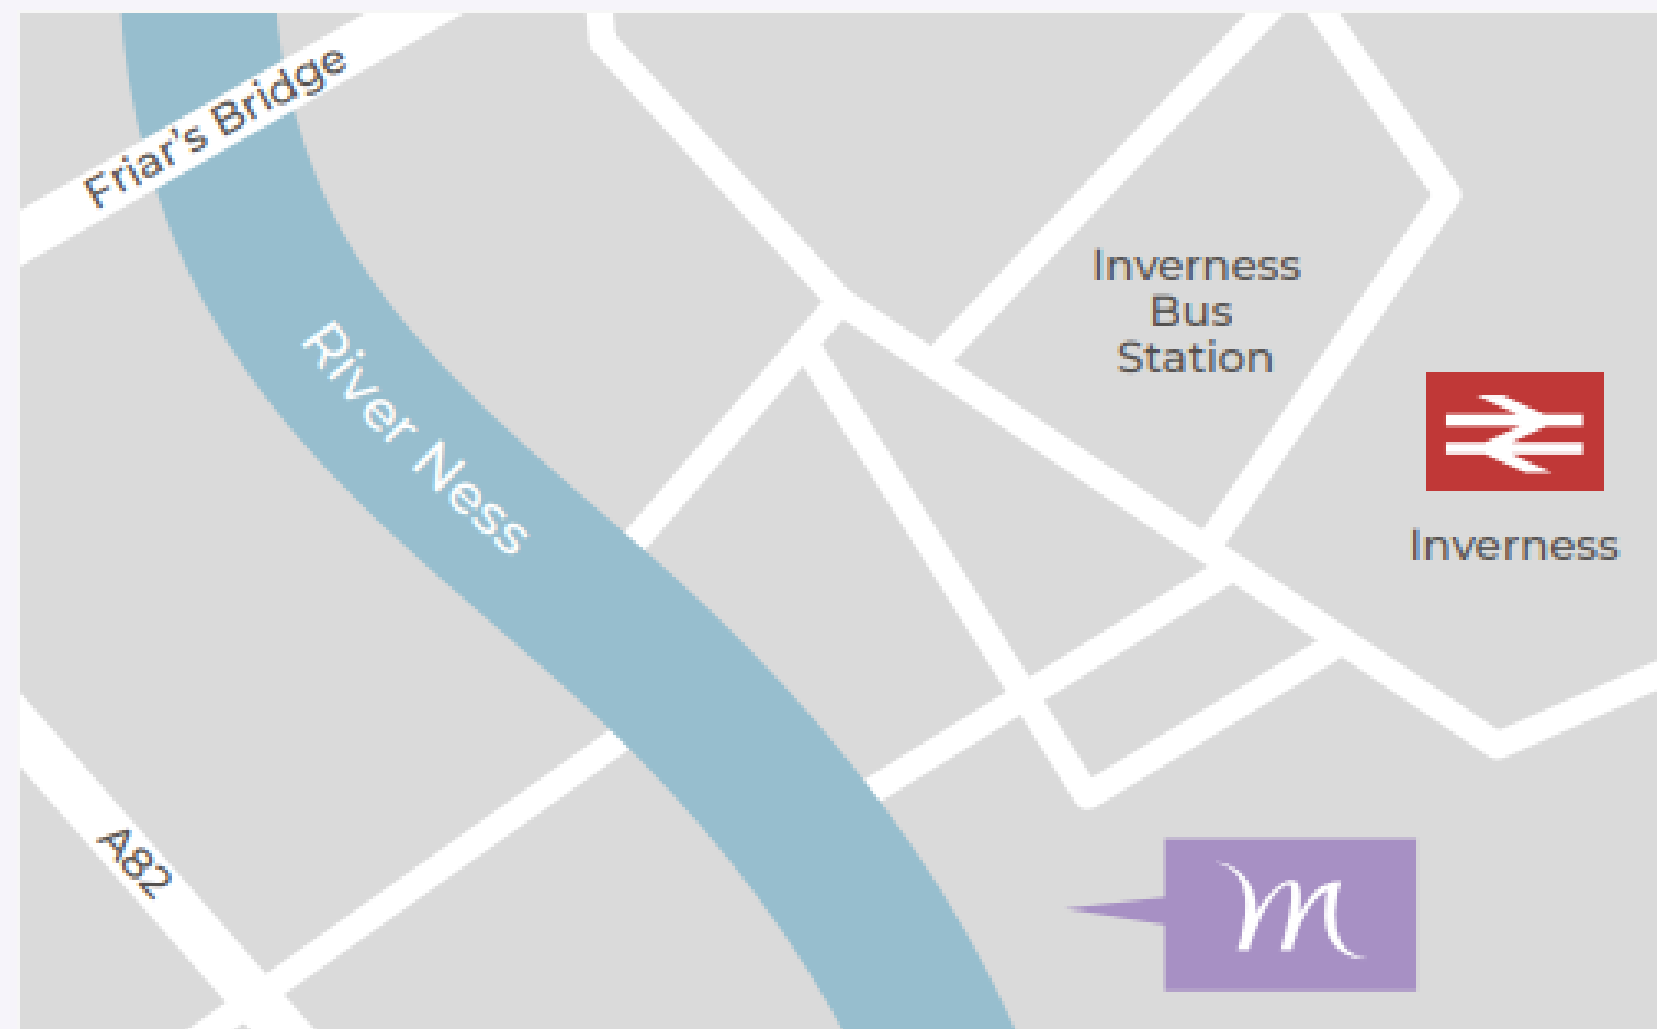 Friar's Bridge
Inverness
Bus
Station
River Ness
Inverness
A82
m